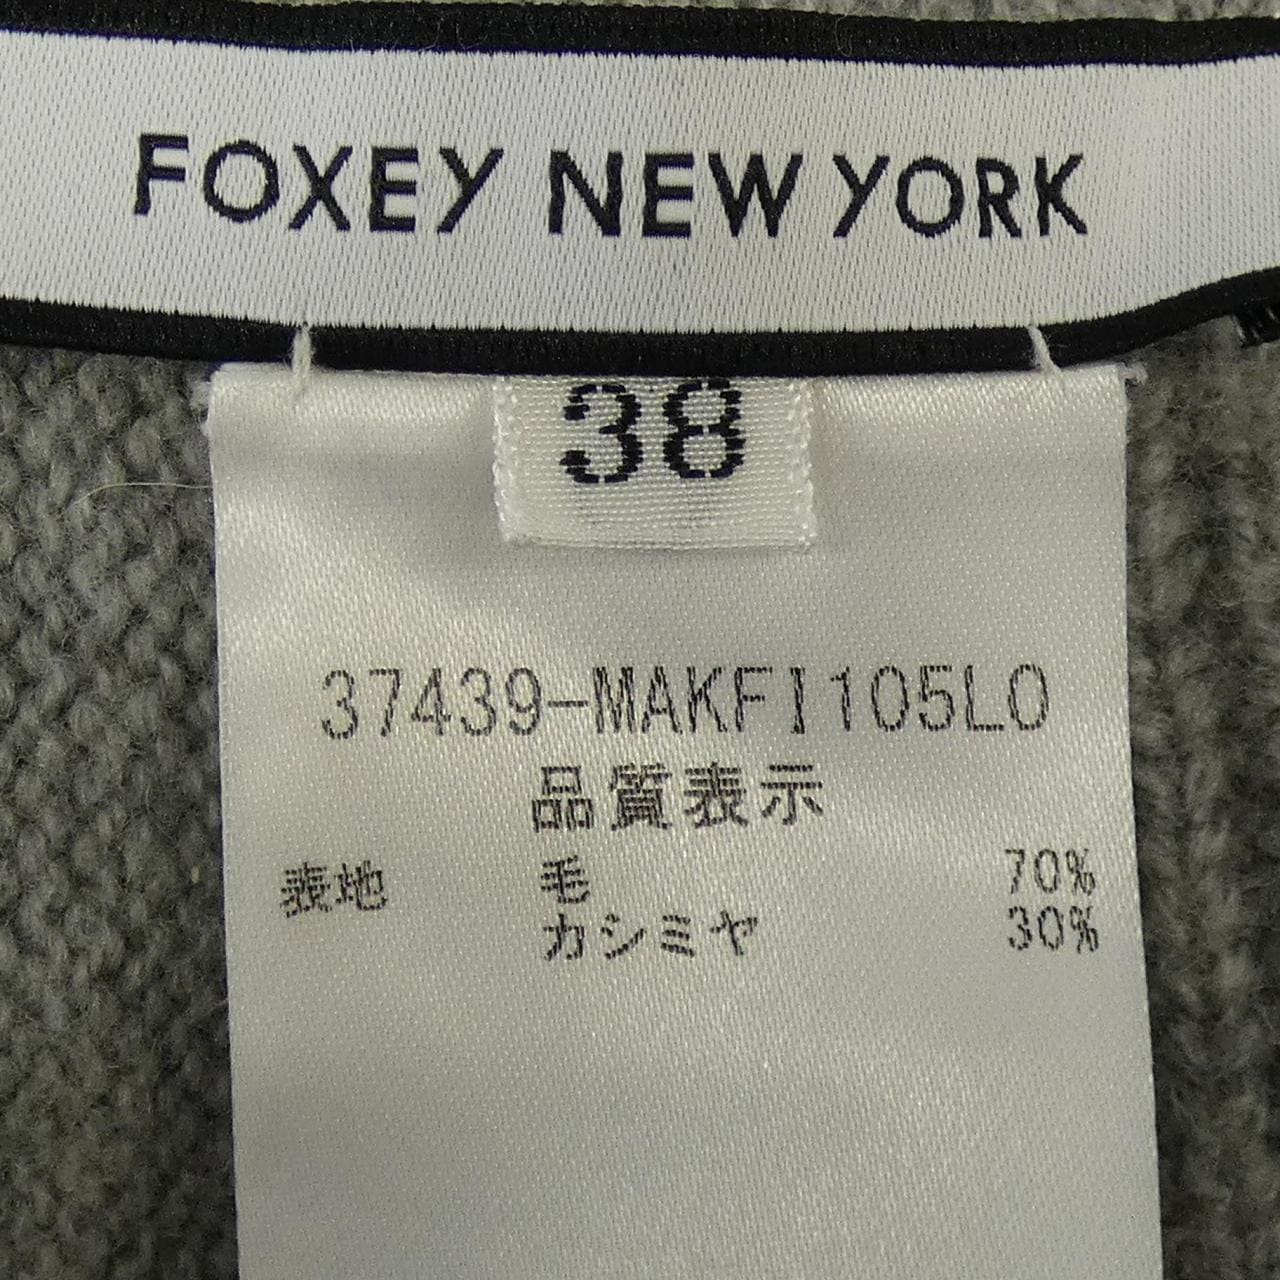 FOXEY NEW YORK
38
37439-MAKFI105LO
品質表示
表地 毛 70%
カシミヤ 30%